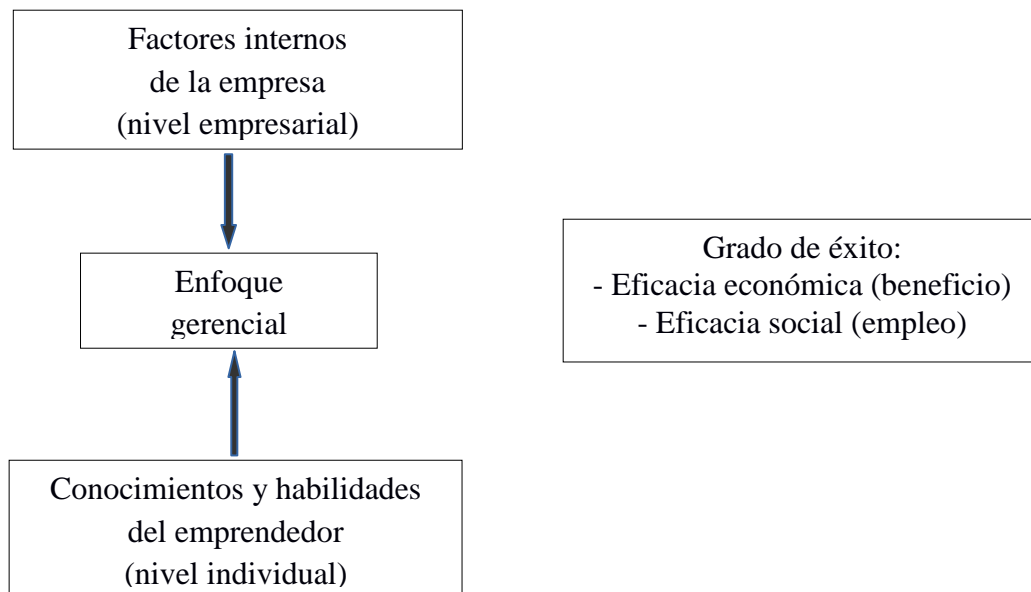 Factores internos
de la empresa
(nivel empresarial)
Enfoque
gerencial
Grado de éxito:
- Eficacia económica (beneficio)
- Eficacia social (empleo)
Conocimientos y habilidades
del emprendedor
(nivel individual)